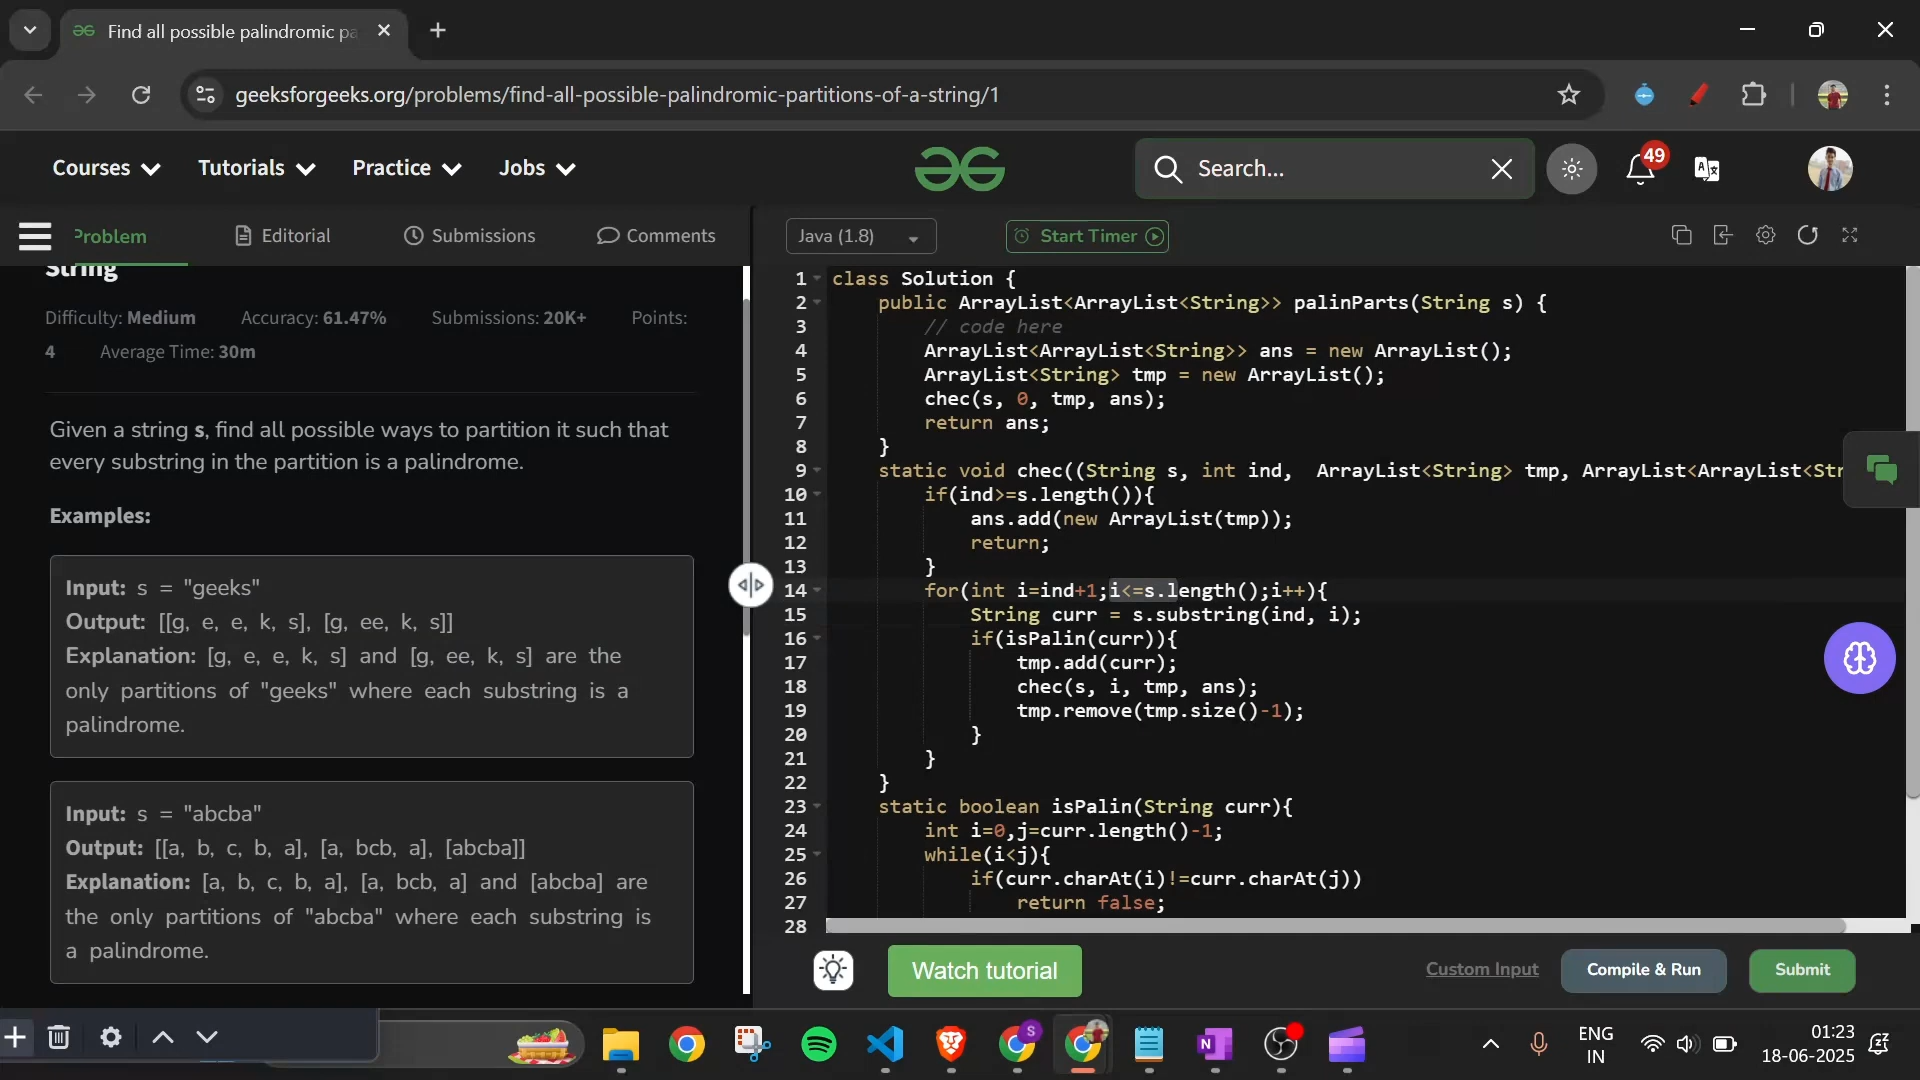 Find all possible palindromic pa
geeksforgeeks.org/problems/find-all-possible-palindromic-partitions-of-a-string/1
Courses
Tutorials
Practice
Jobs
Search...
49
Problem
Editorial
Submissions
Comments
Java (1.8)
Start Timer
String
Difficulty: Medium Accuracy: 61.47% Submissions: 20K+ Points:
4 Average Time: 30m
Given a string s, find all possible ways to partition it such that
every substring in the partition is a palindrome.
Examples:
Input: s = "geeks"
Output: [[g, e, e, k, s], [g, ee, k, s]]
Explanation: [g, e, e, k, s] and [g, ee, k, s] are the
only partitions of "geeks" where each substring is a
palindrome.
Input: s = "abcba"
Output: [[a, b, c, b, a], [a, bcb, a], [abcba]]
Explanation: [a, b, c, b, a], [a, bcb, a] and [abcba] are
the only partitions of "abcba" where each substring is
a palindrome.
1 class Solution {
2 public ArrayList<ArrayList<String>> palinParts(String s) {
3 // code here
4 ArrayList<ArrayList<String>> ans = new ArrayList();
5 ArrayList<String> tmp = new ArrayList();
6 chec(s, 0, tmp, ans);
7 return ans;
8 }
9 static void chec((String s, int ind, ArrayList<String> tmp, ArrayList<ArrayList<Str
10 if(ind>=s.length()){
11 ans.add(new ArrayList(tmp));
12 return;
13 }
14 for(int i=ind+1;i<=s.length();i++){
15 String curr = s.substring(ind, i);
16 if(isPalin(curr)){
17 tmp.add(curr);
18 chec(s, i, tmp, ans);
19 tmp.remove(tmp.size()-1);
20 }
21 }
22 }
23 static boolean isPalin(String curr){
24 int i=0,j=curr.length()-1;
25 while(i<j){
26 if(curr.charAt(i)!=curr.charAt(j))
27 return false;
28
Watch tutorial
Custom Input
Compile & Run
Submit
S
N
ENG
IN
01:23
18-06-2025